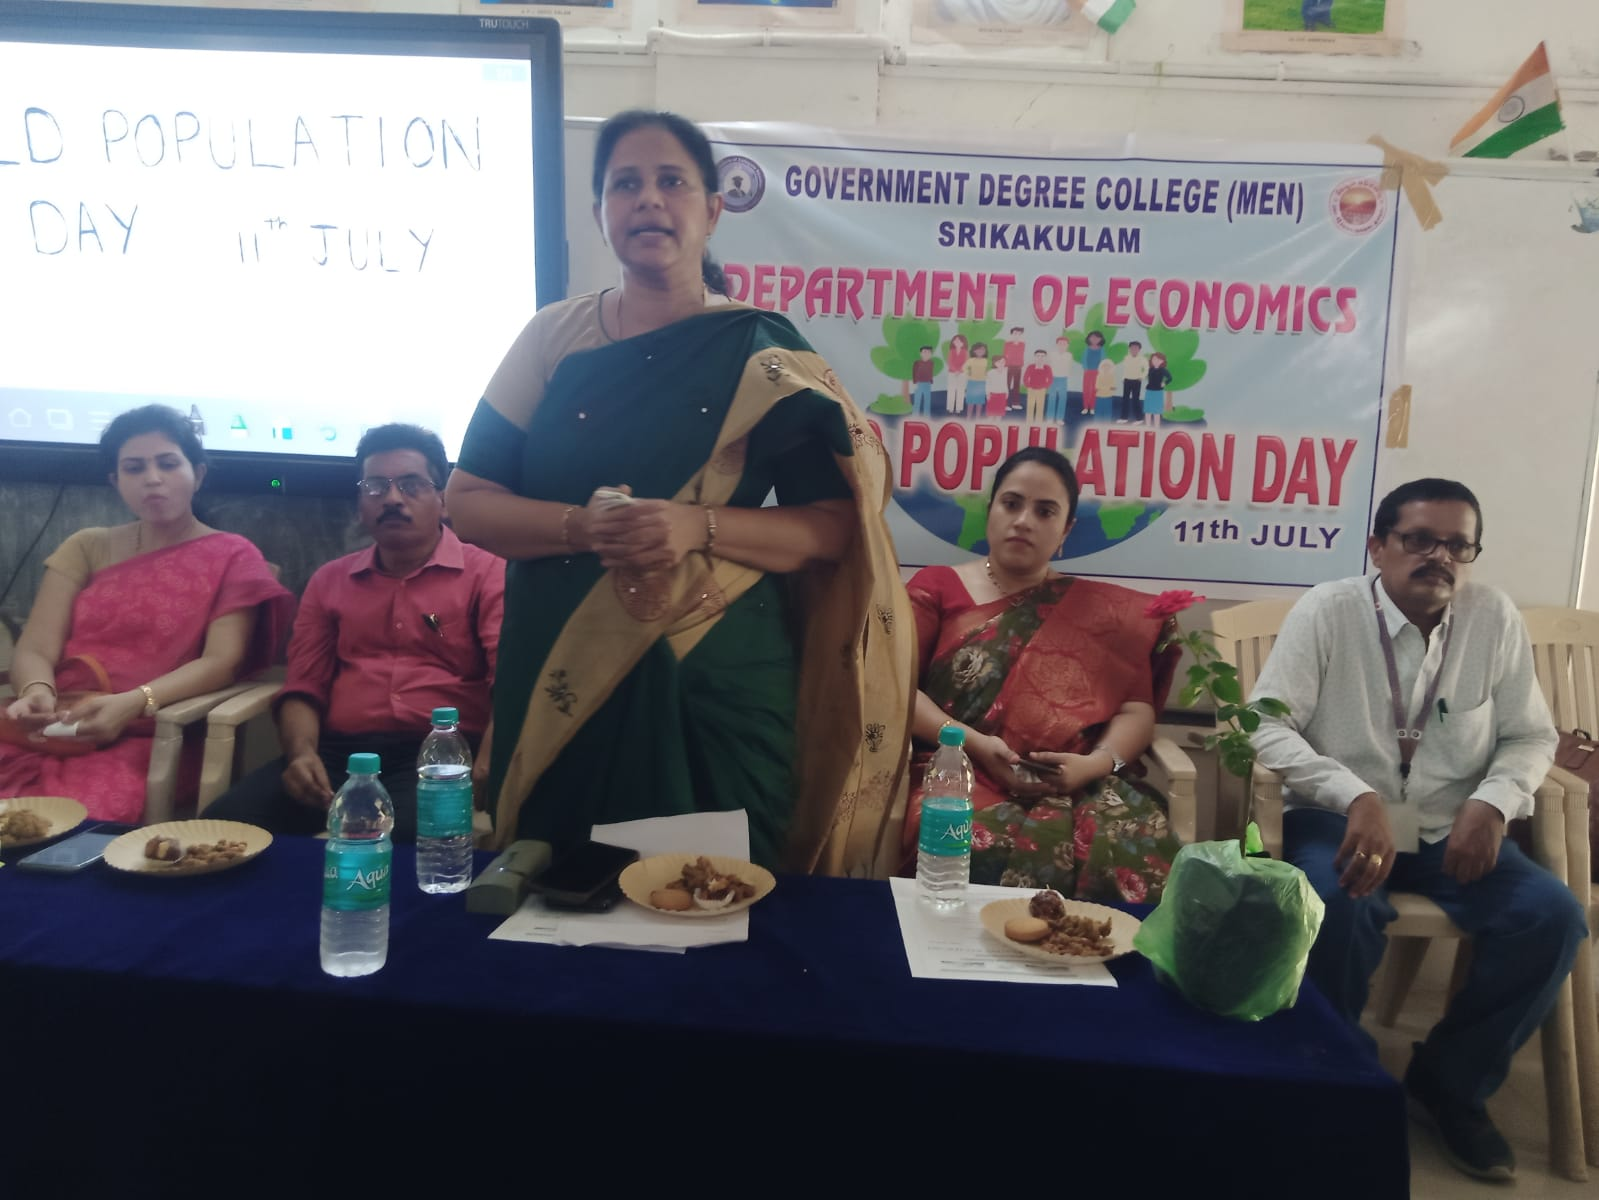 TRUTOUCH
LD POPULATION
DAY 11th JULY
GOVERNMENT DEGREE COLLEGE (MEN)
SRIKAKULAM
DEPARTMENT OF ECONOMICS
POPULATION DAY
11th JULY
Aqua
Aqua